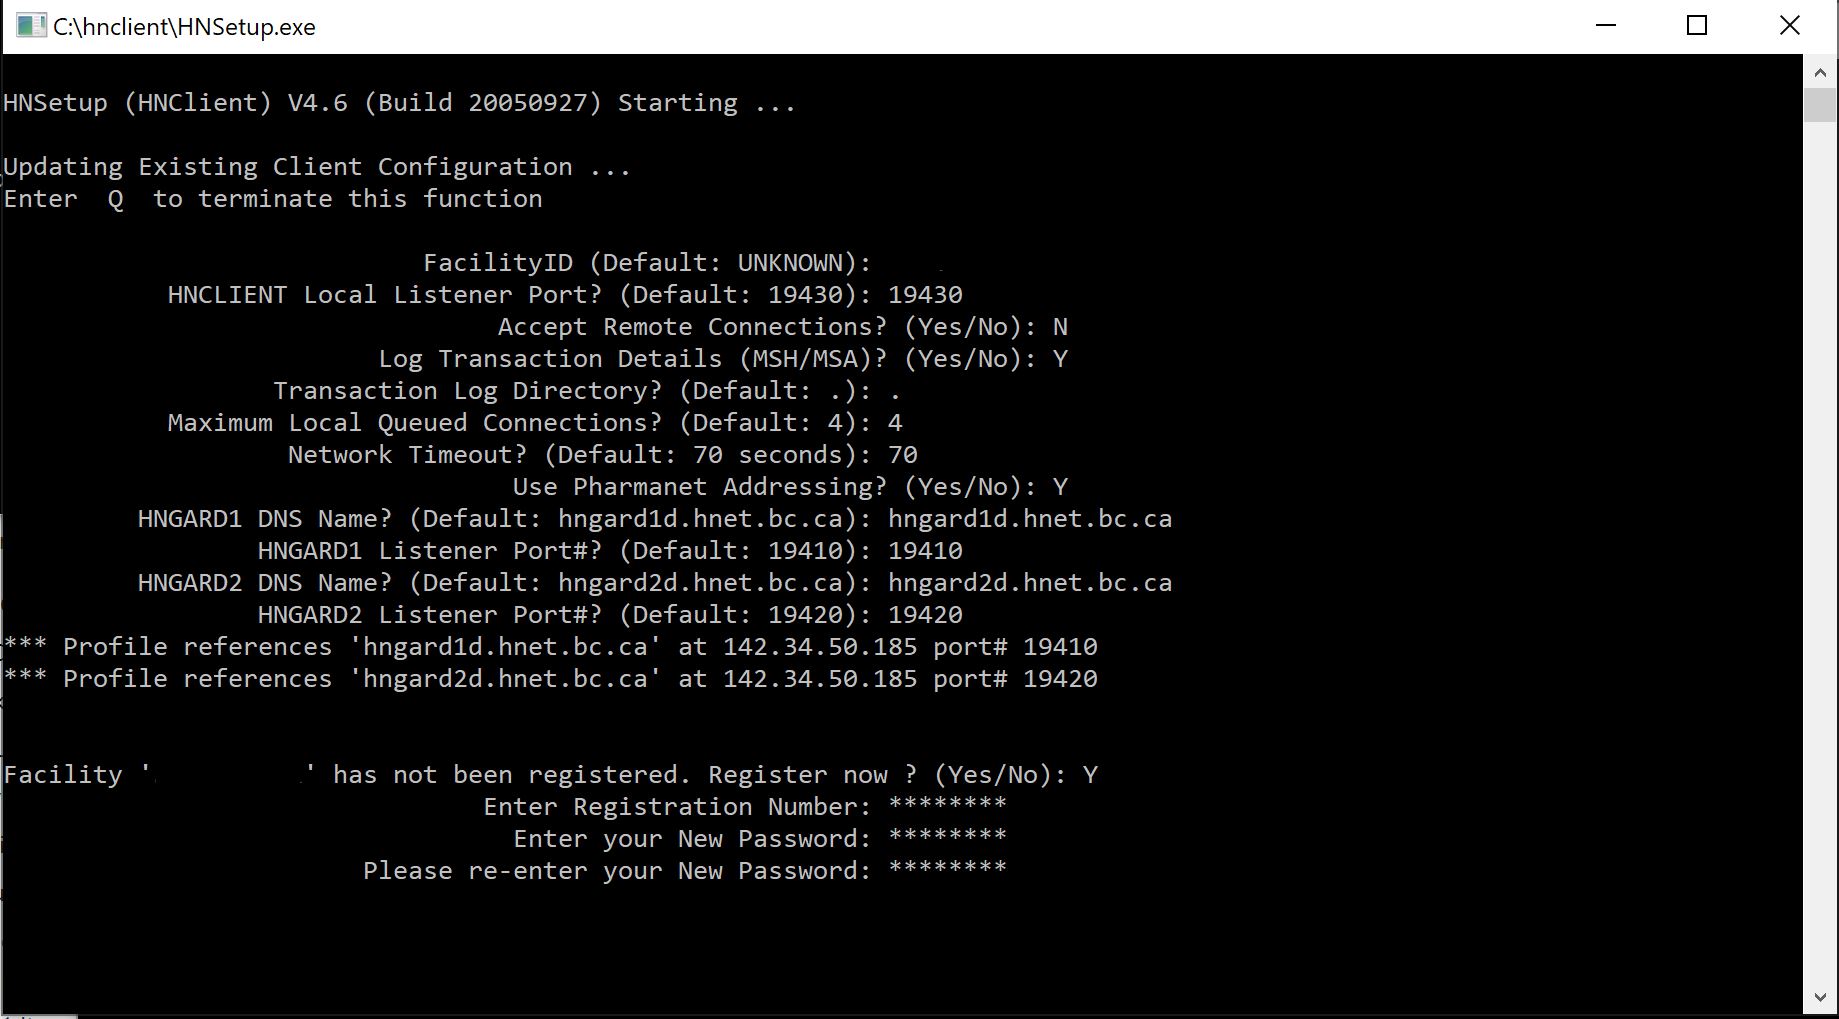 C:\hnclient\HNSetup.exe
HNSetup (HNClient) V4.6 (Build 20050927) Starting ...
Updating Existing Client Configuration ...
Enter  Q  to terminate this function
FacilityID (Default: UNKNOWN):
HNCLIENT Local Listener Port? (Default: 19430): 19430
Accept Remote Connections? (Yes/No): N
Log Transaction Details (MSH/MSA)? (Yes/No): Y
Transaction Log Directory? (Default: .): .
Maximum Local Queued Connections? (Default: 4): 4
Network Timeout? (Default: 70 seconds): 70
Use Pharmanet Addressing? (Yes/No): Y
HNGARD1 DNS Name? (Default: hngard1d.hnet.bc.ca): hngard1d.hnet.bc.ca
HNGARD1 Listener Port#? (Default: 19410): 19410
HNGARD2 DNS Name? (Default: hngard2d.hnet.bc.ca): hngard2d.hnet.bc.ca
HNGARD2 Listener Port#? (Default: 19420): 19420
*** Profile references 'hngard1d.hnet.bc.ca' at 142.34.50.185 port# 19410
*** Profile references 'hngard2d.hnet.bc.ca' at 142.34.50.185 port# 19420
Facility '          ' has not been registered. Register now ? (Yes/No): Y
Enter Registration Number: ********
Enter your New Password: ********
Please re-enter your New Password: ********